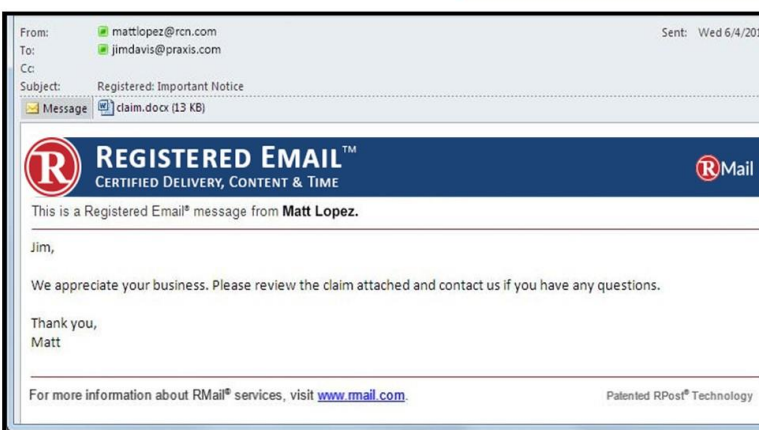 From: mattlopez@rcn.com Sent: Wed 6/4/201
To: jimdavis@praxis.com
Cc:
Subject: Registered: Important Notice
Message claim.docx (13 KB)
R REGISTERED EMAIL™ RMail
CERTIFIED DELIVERY, CONTENT & TIME
This is a Registered Email® message from Matt Lopez.
Jim,
We appreciate your business. Please review the claim attached and contact us if you have any questions.
Thank you,
Matt
For more information about RMail® services, visit www.rmail.com. Patented RPost® Technology